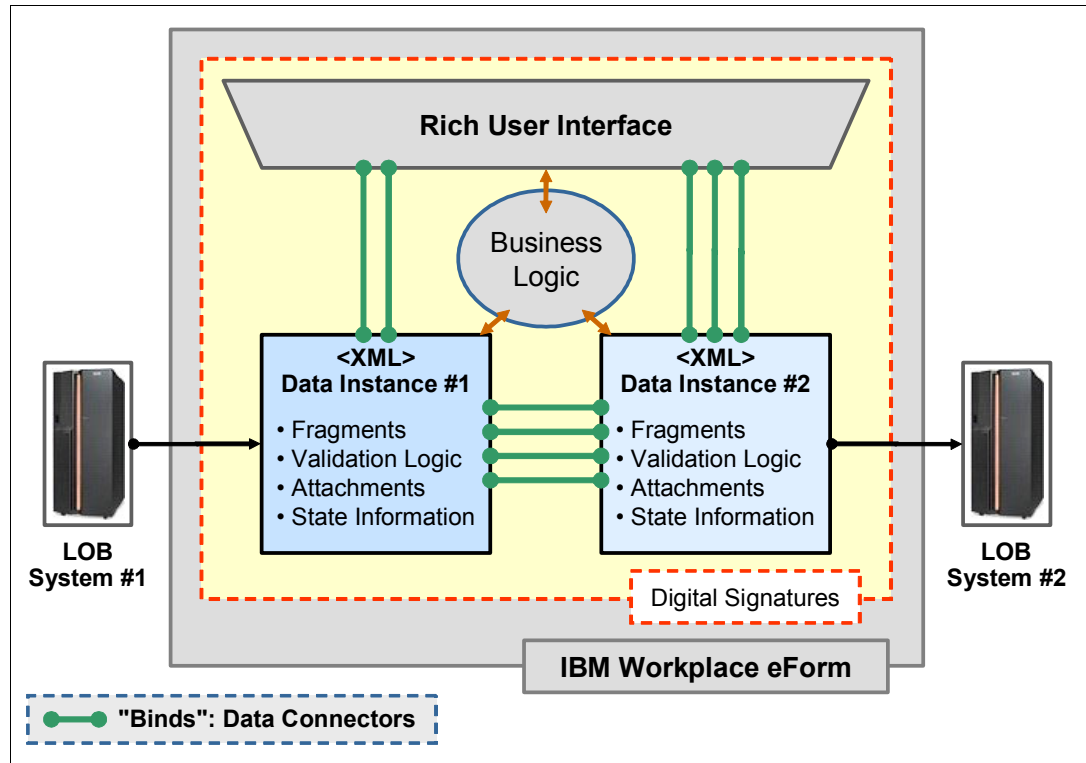 Rich User Interface
Business
Logic
<XML>
Data Instance #1
• Fragments
• Validation Logic
• Attachments
• State Information
<XML>
Data Instance #2
• Fragments
• Validation Logic
• Attachments
• State Information
LOB
System #1
LOB
System #2
Digital Signatures
IBM Workplace eForm
"Binds": Data Connectors